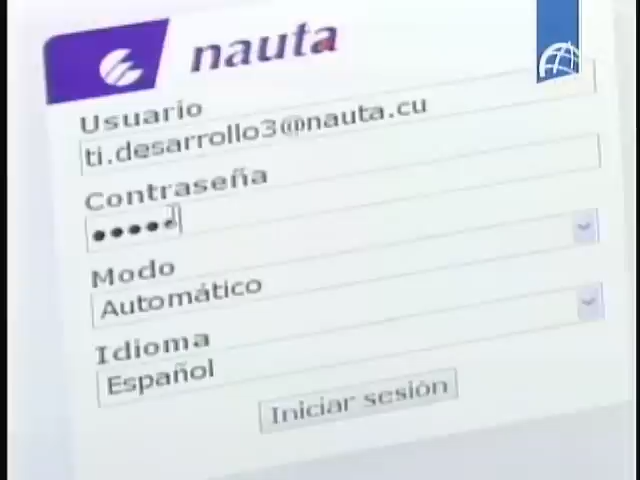 nauta
Usuario
ti.desarrollo3@nauta.cu
Contraseña
Modo
Automático
Idioma
Español
Iniciar sesión